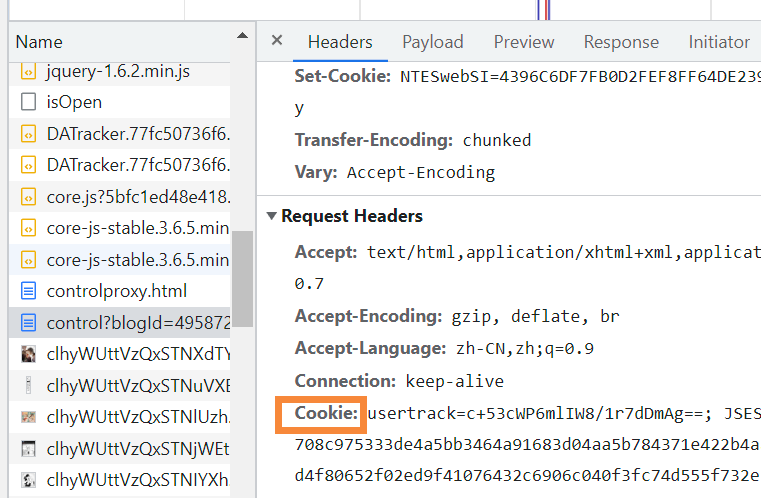 Name
jquery-1.6.2.min.js
isOpen
DATracker.77fc50736f6.
DATracker.77fc50736f6.
core.js?5bfc1ed48e418.
core-js-stable.3.6.5.min
core-js-stable.3.6.5.min
controlproxy.html
control?blogId=495872
clhyWUttVzQxSTNXdTY
clhyWUttVzQxSTNuVXE
clhyWUttVzQxSTNlUzh
clhyWUttVzQxSTNjWEt
clhyWUttVzQxSTNIYXh
× Headers Payload Preview Response Initiator
Set-Cookie: NTESwebSI=4396C6DF7FB0D2FEF8FF64DE239
y
Transfer-Encoding: chunked
Vary: Accept-Encoding
Request Headers
Accept: text/html,application/xhtml+xml,applicat
0.7
Accept-Encoding: gzip, deflate, br
Accept-Language: zh-CN,zh;q=0.9
Connection: keep-alive
Cookie: usertrack=c+53cWP6mlIW8/1r7dDmAg==; JSES
708c975333de4a5bb3464a91683d04aa5b784371e422b4a
d4f80652f02ed9f41076432c6906c040f3fc74d555f732e